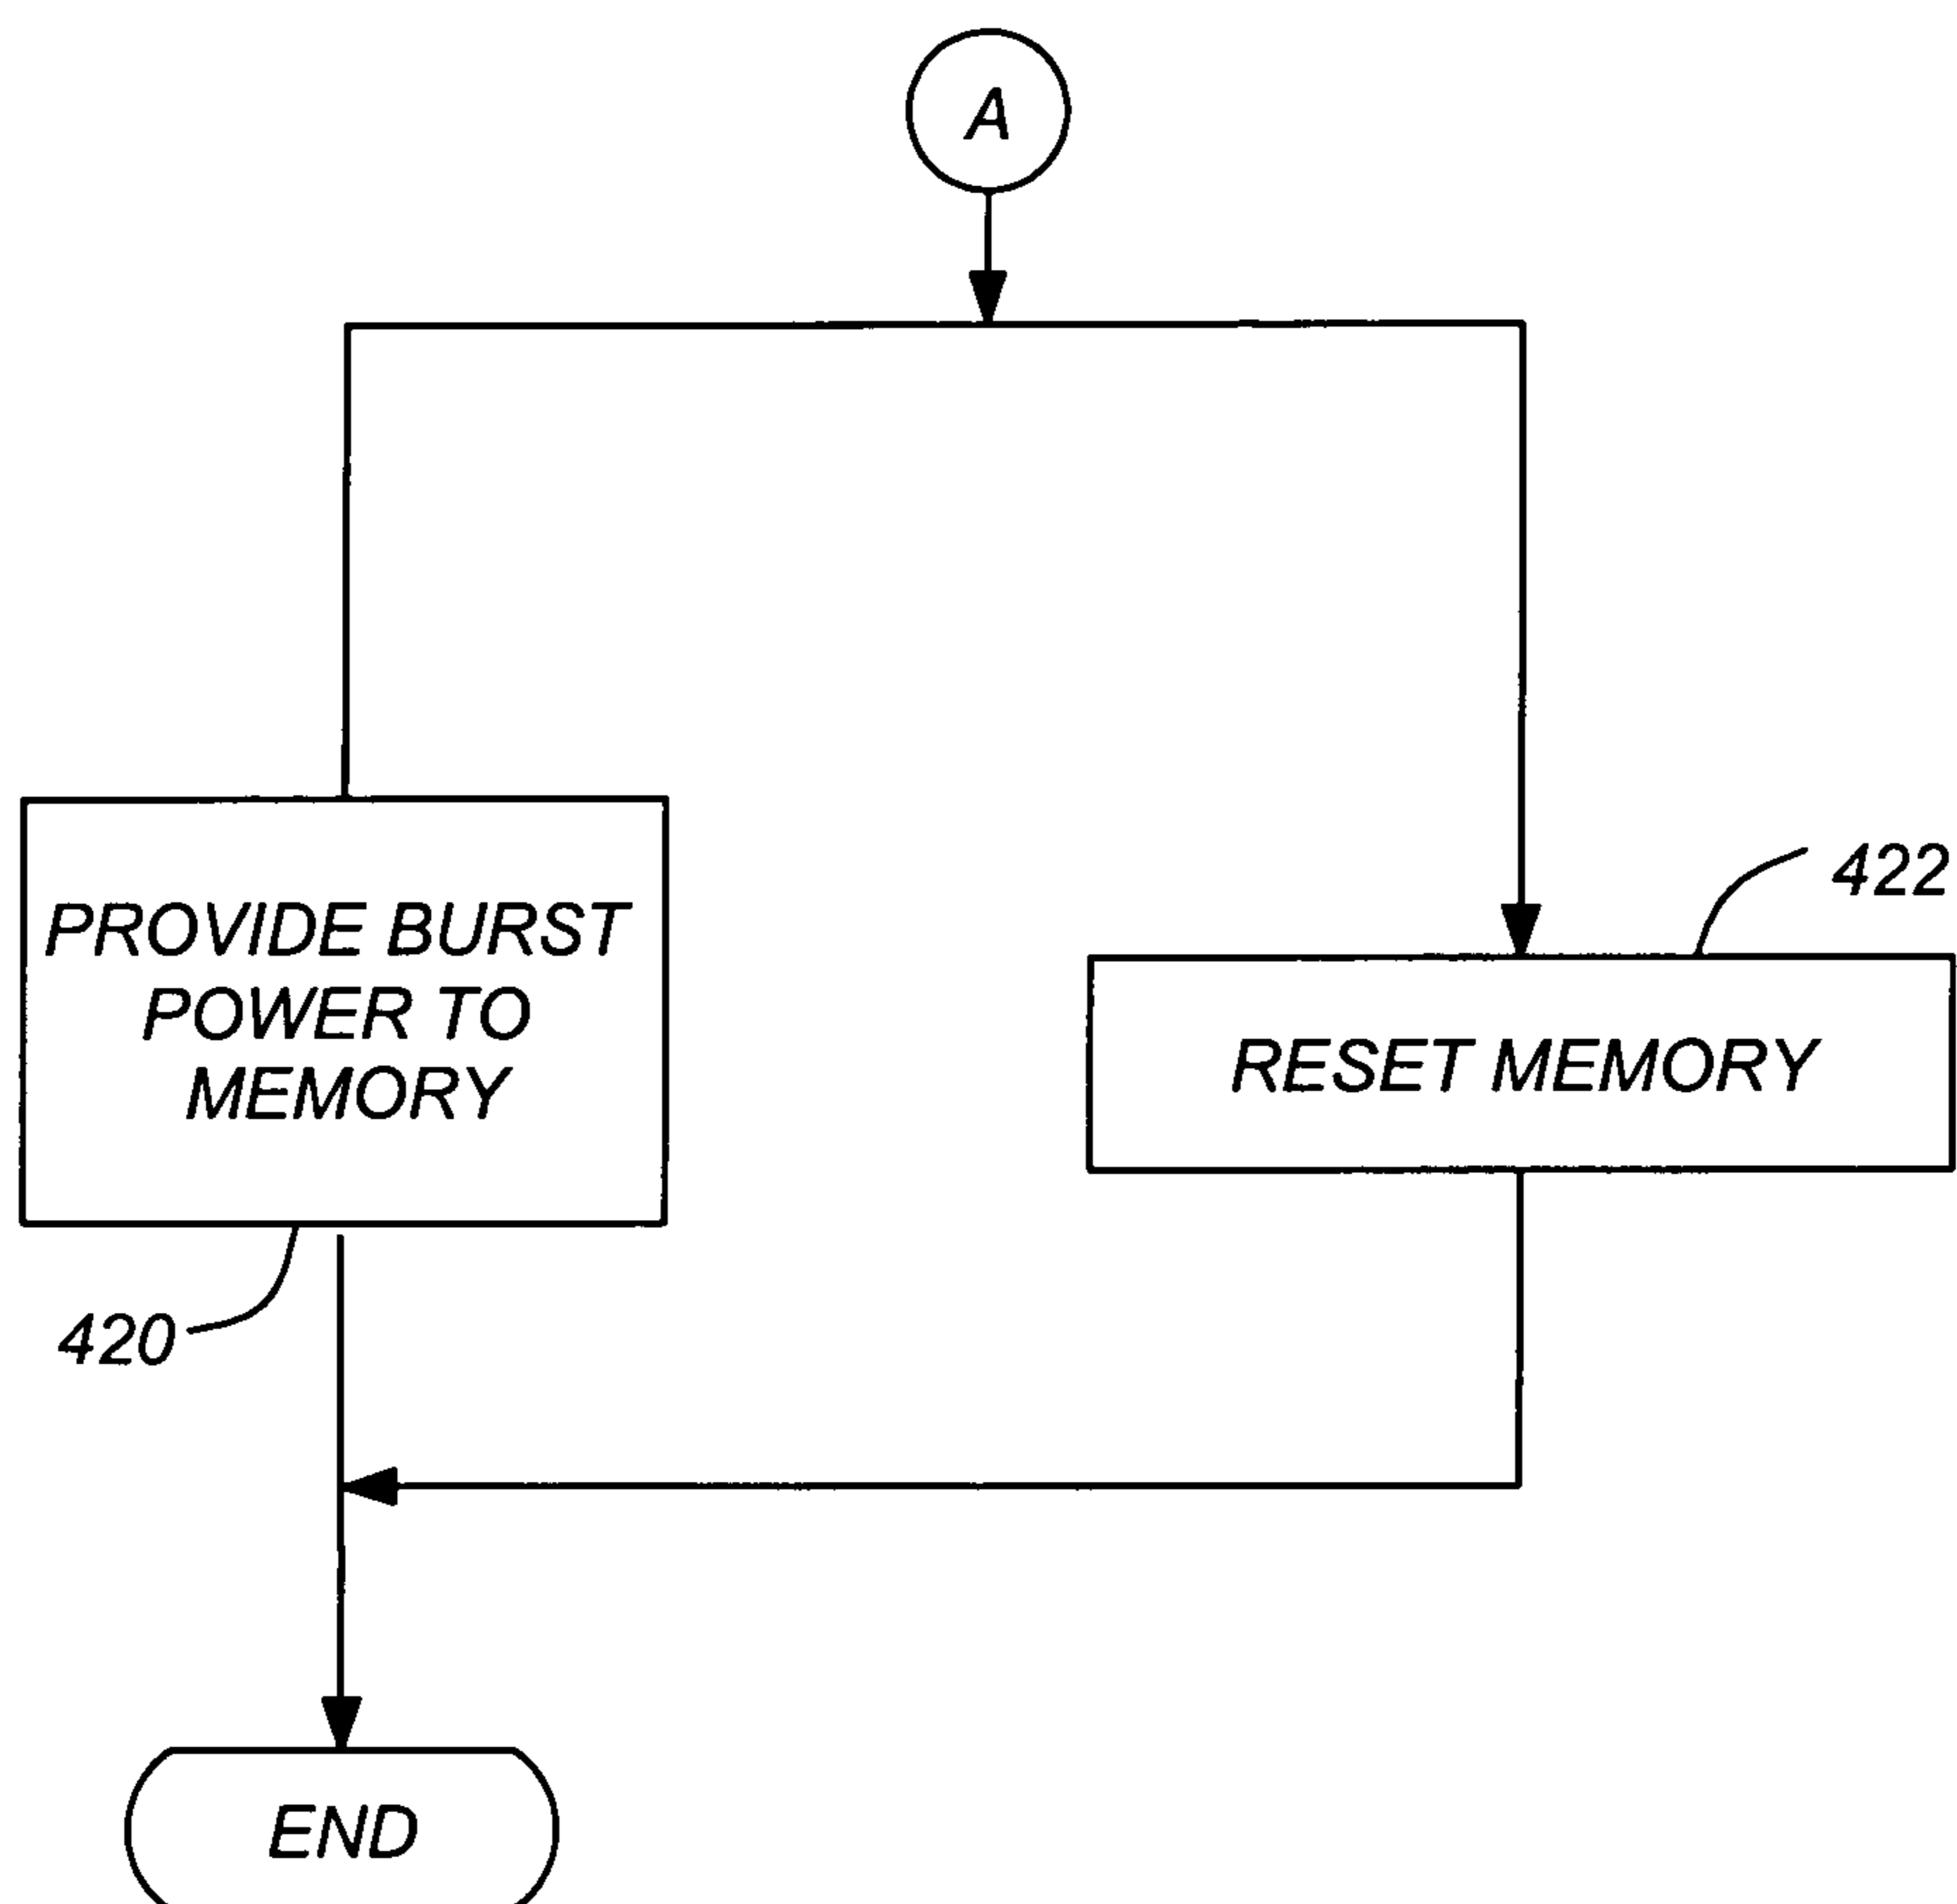 A
PROVIDE BURST
POWER TO
MEMORY
422
RESET MEMORY
420
END